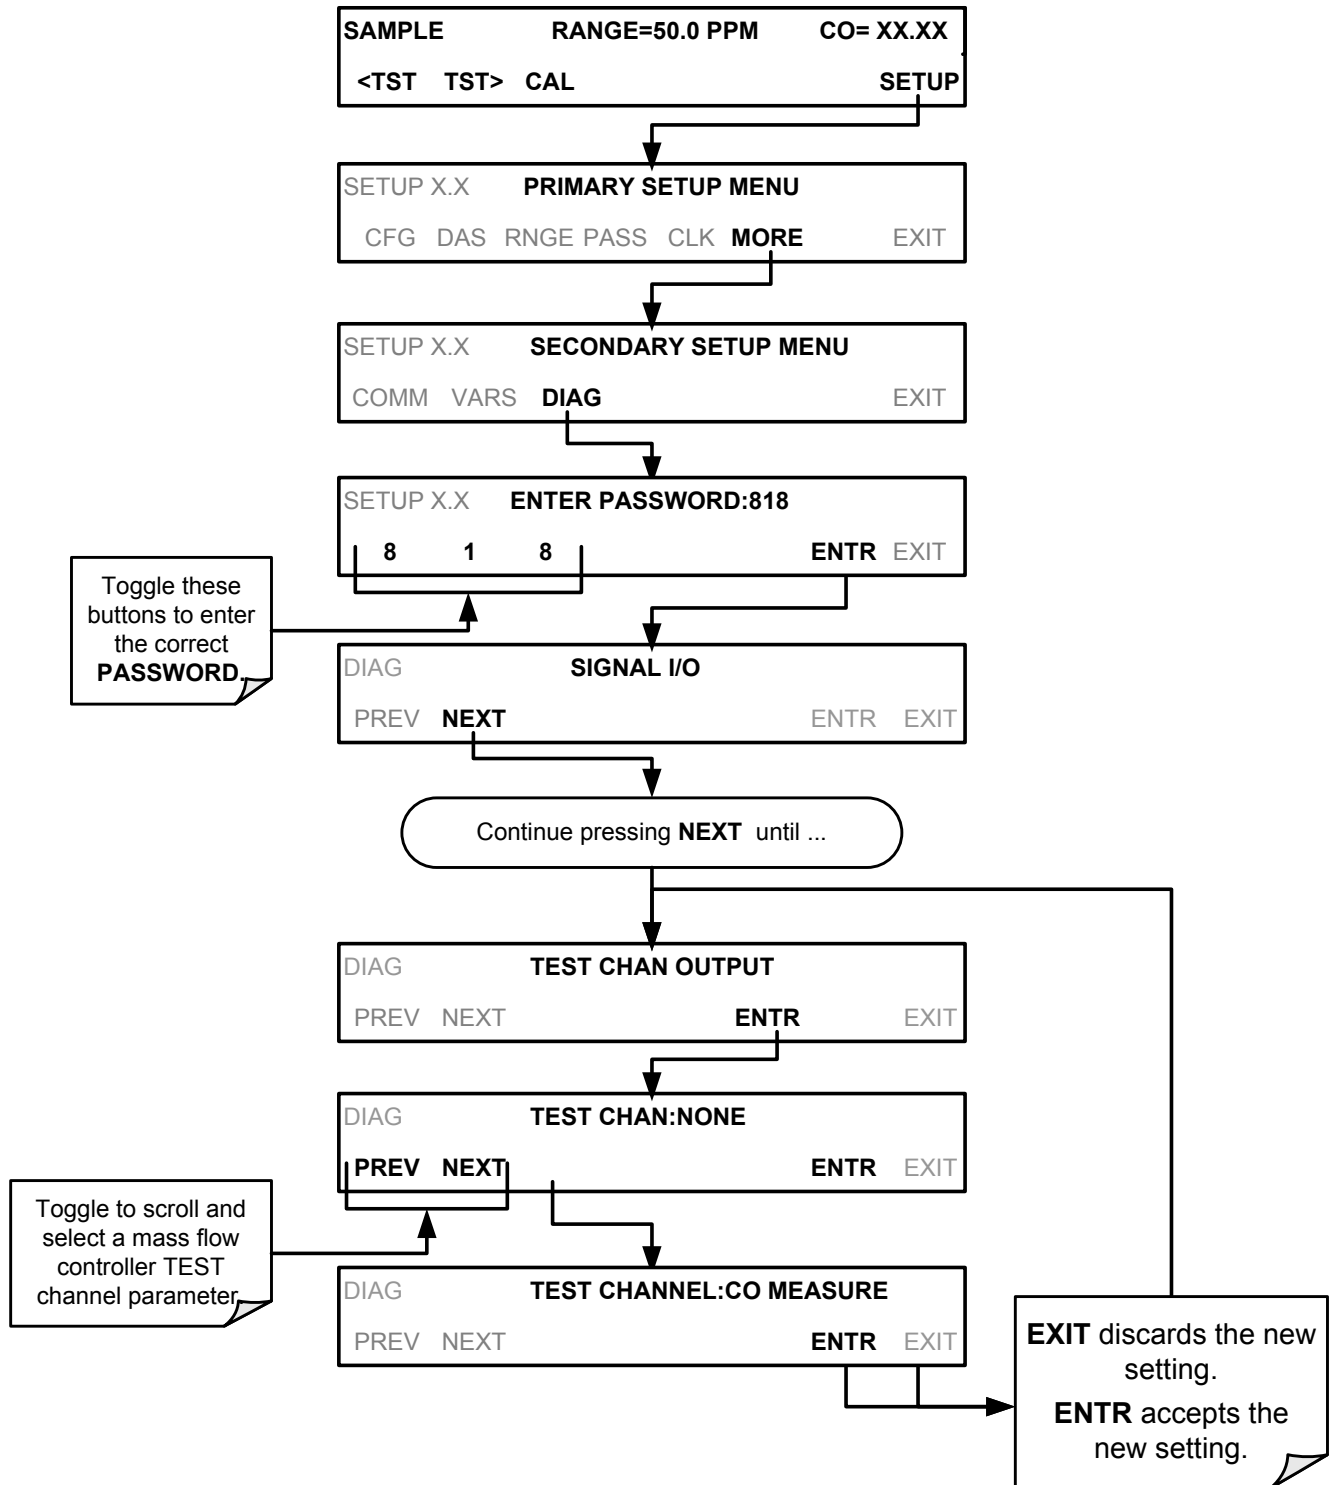 SAMPLE RANGE=50.0 PPM CO= XX.XX
<TST TST> CAL SETUP
SETUP X.X PRIMARY SETUP MENU
CFG DAS RNGE PASS CLK MORE EXIT
SETUP X.X SECONDARY SETUP MENU
COMM VARS DIAG EXIT
SETUP X.X ENTER PASSWORD:818
8 1 8 ENTR EXIT
Toggle these
buttons to enter
the correct
PASSWORD.
DIAG SIGNAL I/O
PREV NEXT ENTR EXIT
Continue pressing NEXT until ...
DIAG TEST CHAN OUTPUT
PREV NEXT ENTR EXIT
DIAG TEST CHAN:NONE
PREV NEXT ENTR EXIT
Toggle to scroll and
select a mass flow
controller TEST
channel parameter.
DIAG TEST CHANNEL:CO MEASURE
PREV NEXT ENTR EXIT
EXIT discards the new
setting.
ENTR accepts the
new setting.